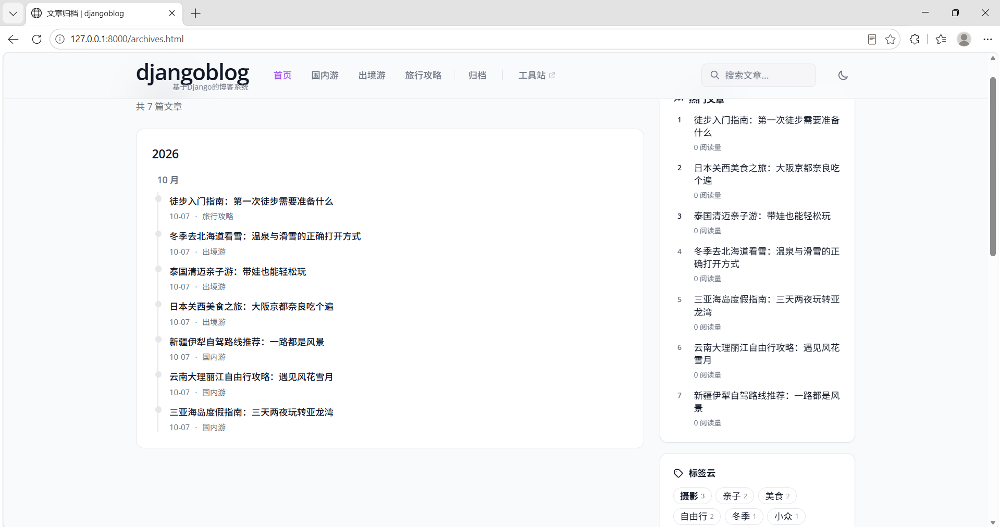 文章归档 | djangoblog
127.0.0.1:8000/archives.html
djangoblog
基于Django的博客系统
首页
国内游
出境游
旅行攻略
归档
工具站
搜索文章...
共 7 篇文章
2026
10 月
徒步入门指南：第一次徒步需要准备什么
10-07 · 旅行攻略
冬季去北海道看雪：温泉与滑雪的正确打开方式
10-07 · 出境游
泰国清迈亲子游：带娃也能轻松玩
10-07 · 出境游
日本关西美食之旅：大阪京都奈良吃个遍
10-07 · 出境游
新疆伊犁自驾路线推荐：一路都是风景
10-07 · 国内游
云南大理丽江自由行攻略：遇见风花雪月
10-07 · 国内游
三亚海岛度假指南：三天两夜玩转亚龙湾
10-07 · 国内游
热门文章
1 徒步入门指南：第一次徒步需要准备
什么
0 阅读量
2 日本关西美食之旅：大阪京都奈良吃
个遍
0 阅读量
3 泰国清迈亲子游：带娃也能轻松玩
0 阅读量
4 冬季去北海道看雪：温泉与滑雪的正
确打开方式
0 阅读量
5 三亚海岛度假指南：三天两夜玩转亚
龙湾
0 阅读量
6 云南大理丽江自由行攻略：遇见风花
雪月
0 阅读量
7 新疆伊犁自驾路线推荐：一路都是风
景
0 阅读量
标签云
摄影 3 亲子 2 美食 2
自由行 2 冬季 1 小众 1